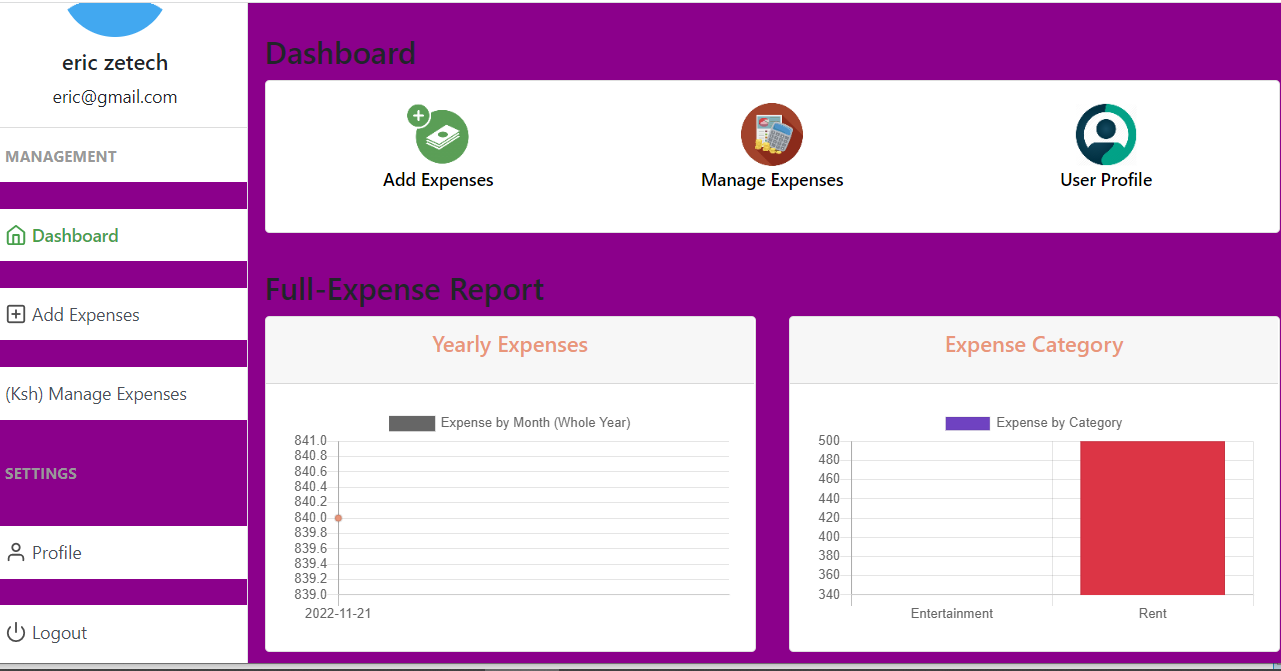 eric zetech
eric@gmail.com
MANAGEMENT
Dashboard
Add Expenses
(Ksh) Manage Expenses
SETTINGS
Profile
Logout
Dashboard
Add Expenses
Manage Expenses
User Profile
Full-Expense Report
Yearly Expenses
Expense by Month (Whole Year)
841.0
840.8
840.6
840.4
840.2
840.0
839.8
839.6
839.4
839.2
839.0
2022-11-21
Expense Category
Expense by Category
500
480
460
440
420
400
380
360
340
Entertainment
Rent